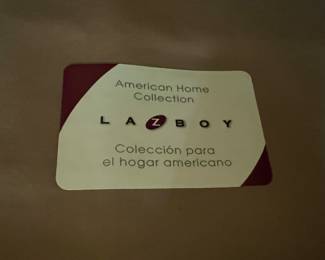 American Home
Collection
LAZBOY
Colección para
el hogar americano